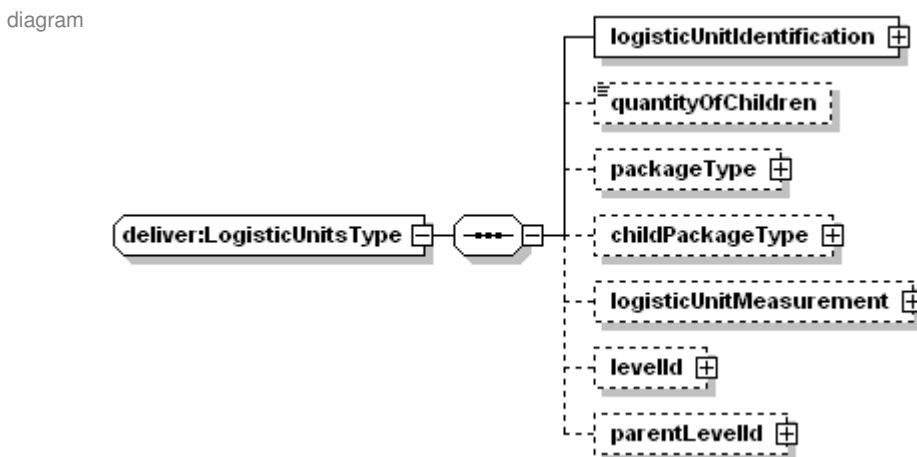 diagram
logisticUnitIdentification
quantityOfChildren
packageType
deliver:LogisticUnitsType
childPackageType
logisticUnitMeasurement
levelId
parentLevelId